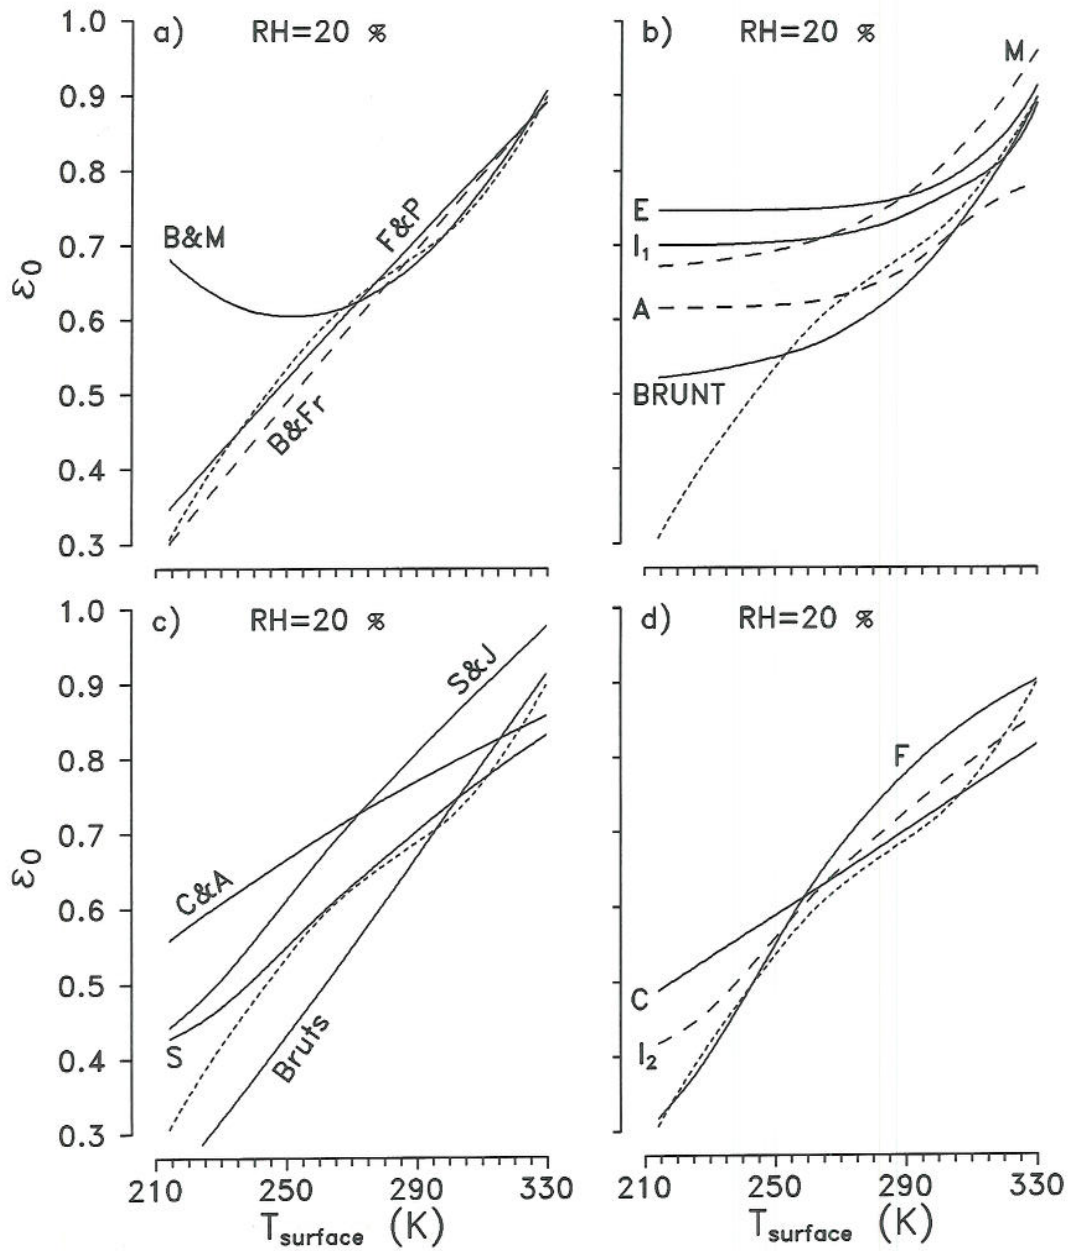 a) RH=20 %
1.0
0.9
0.8
0.7
0.6
0.5
0.4
0.3
ε0
B&M
F&P
B&Fr
b) RH=20 %
M
E
I1
A
BRUNT
c) RH=20 %
1.0
0.9
0.8
0.7
0.6
0.5
0.4
0.3
ε0
S&J
C&A
S
Bruts
210 250 290 330
Tsurface (K)
d) RH=20 %
F
C
I2
210 250 290 330
Tsurface (K)